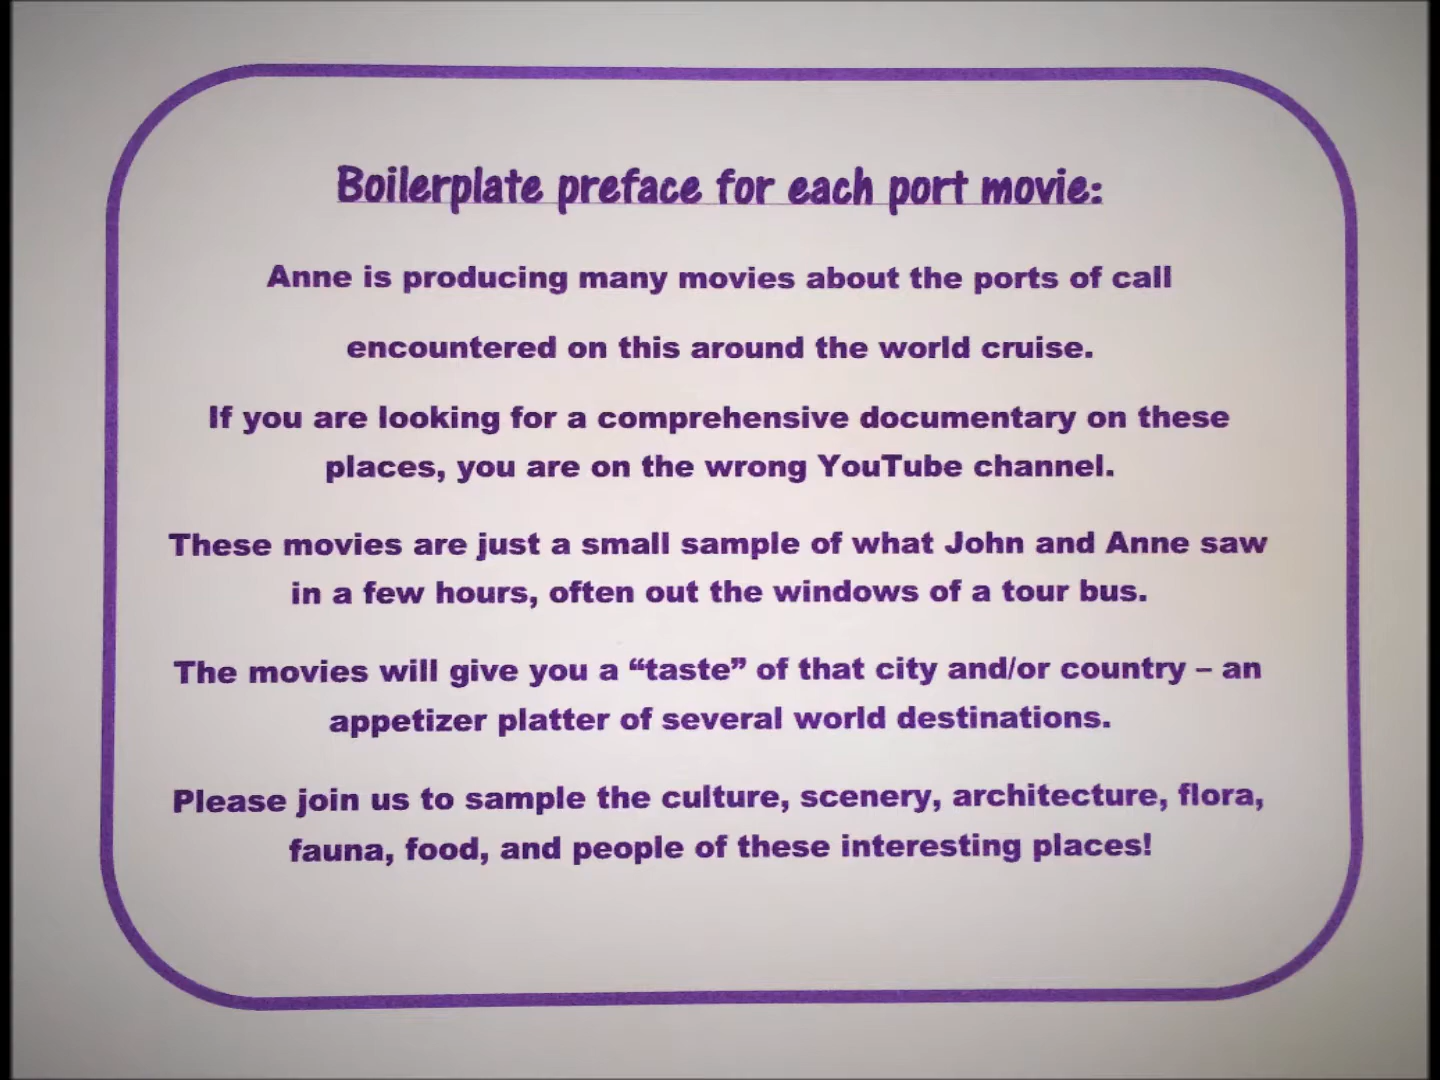 Boilerplate preface for each port movie:
Anne is producing many movies about the ports of call
encountered on this around the world cruise.
If you are looking for a comprehensive documentary on these
places, you are on the wrong YouTube channel.
These movies are just a small sample of what John and Anne saw
in a few hours, often out the windows of a tour bus.
The movies will give you a “taste” of that city and/or country – an
appetizer platter of several world destinations.
Please join us to sample the culture, scenery, architecture, flora,
fauna, food, and people of these interesting places!